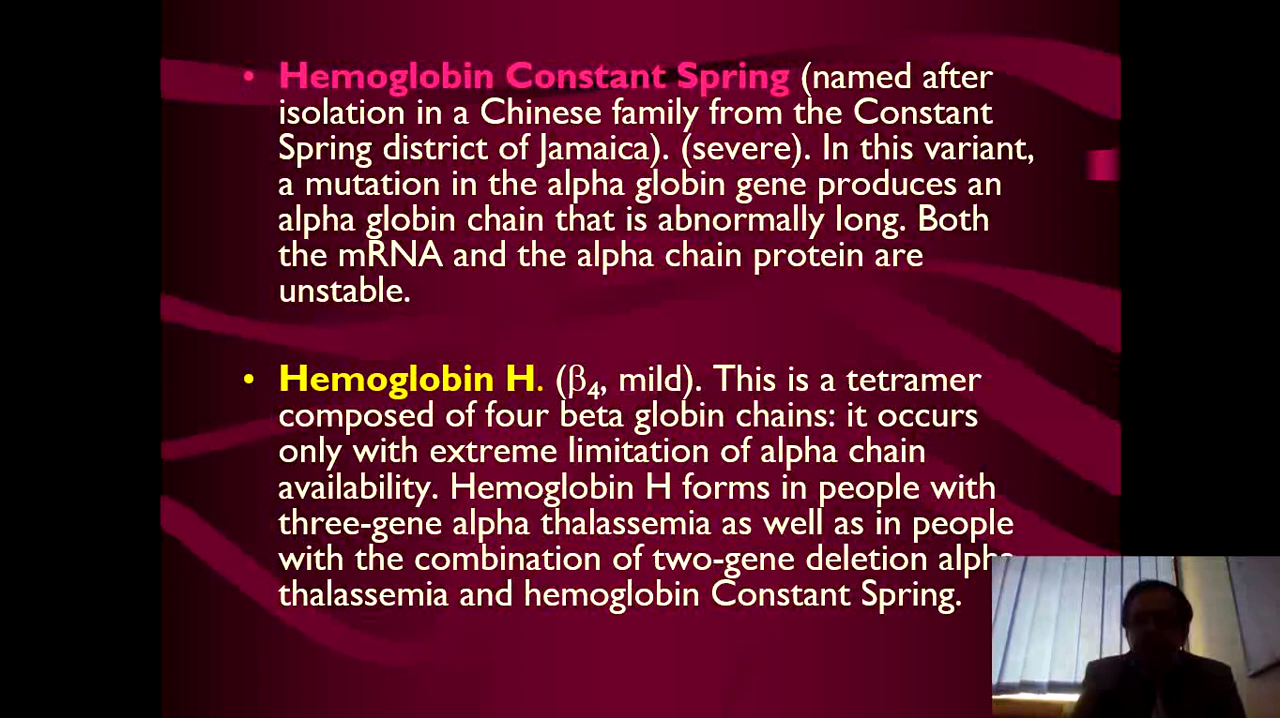 • Hemoglobin Constant Spring (named after
isolation in a Chinese family from the Constant
Spring district of Jamaica). (severe). In this variant,
a mutation in the alpha globin gene produces an
alpha globin chain that is abnormally long. Both
the mRNA and the alpha chain protein are
unstable.
• Hemoglobin H. (β₄, mild). This is a tetramer
composed of four beta globin chains: it occurs
only with extreme limitation of alpha chain
availability. Hemoglobin H forms in people with
three-gene alpha thalassemia as well as in people
with the combination of two-gene deletion alpha
thalassemia and hemoglobin Constant Spring.